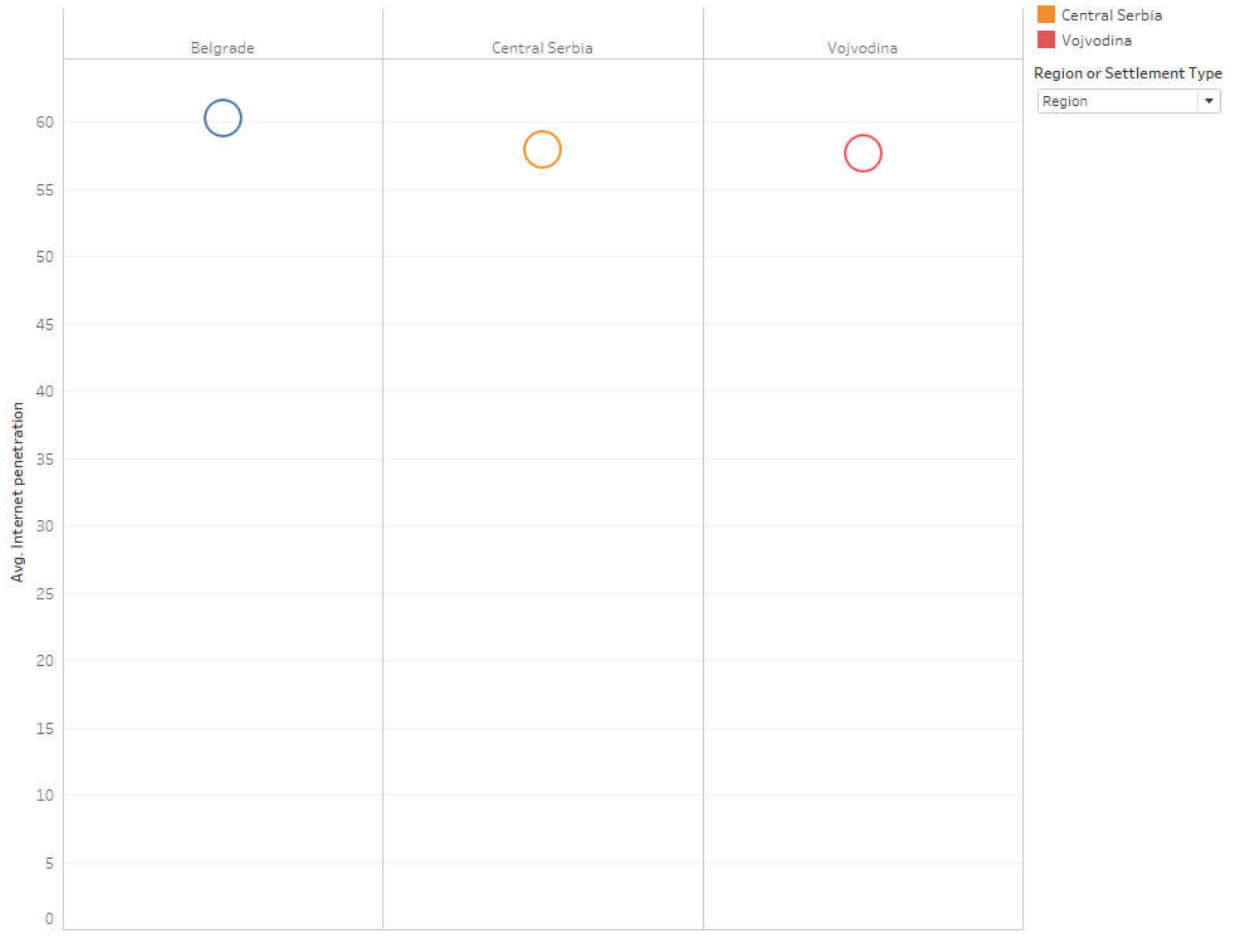 Belgrade
Central Serbia
Vojvodina
Central Serbia
Vojvodina
Region or Settlement Type
Region
Avg. Internet penetration
60
55
50
45
40
35
30
25
20
15
10
5
0